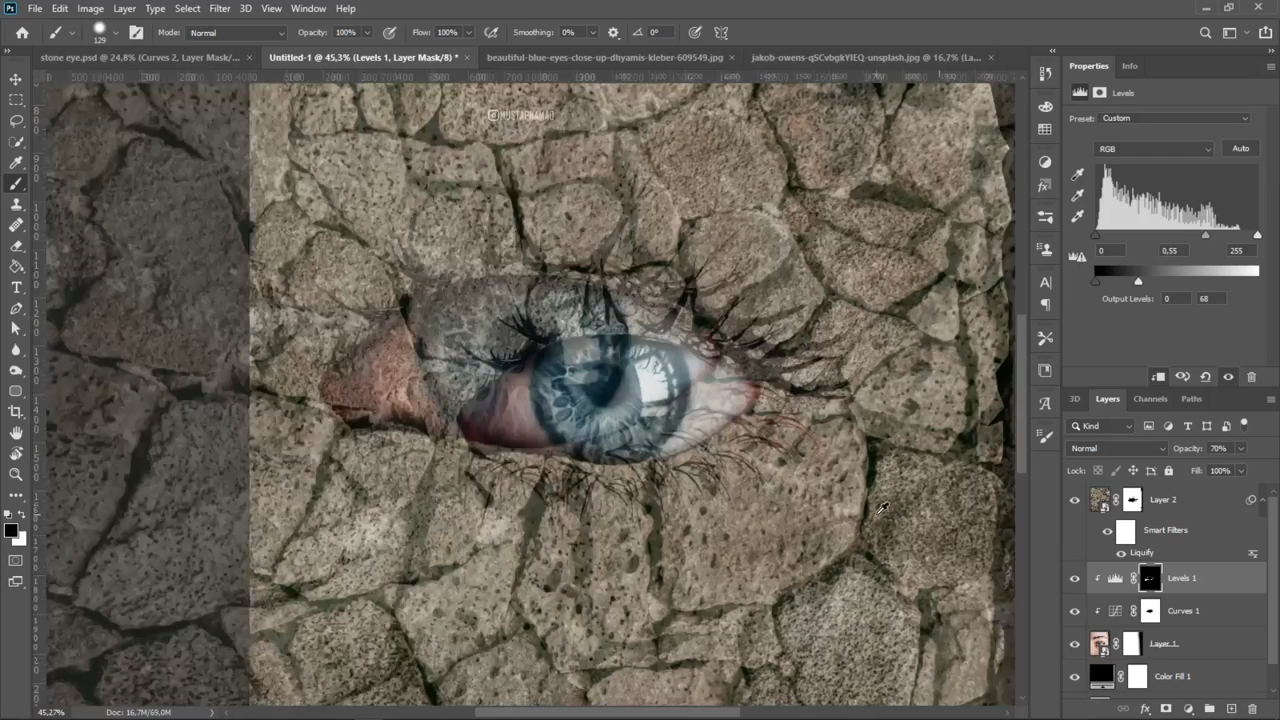 Ps File Edit Image Layer Type Select Filter 3D View Window Help
129 Mode: Normal Opacity: 100% Flow: 100% Smoothing: 0% 0°
stone eye.psd @ 24,8% (Curves 2, Layer Mask/... × Untitled-1 @ 45,3% (Levels 1, Layer Mask/8) * × beautiful-blue-eyes-close-up-dhyamis-kleber-609549.jpg × jakob-owens-qSCvbgkYIEQ-unsplash.jpg @ 16,7% (La... ×
MUSTAPHAMAO
Properties Info
Levels
Preset: Custom
RGB Auto
0 0,55 255
Output Levels: 0 68
3D Layers Channels Paths
Kind
Normal Opacity: 70%
Lock: Fill: 100%
Layer 2
Smart Filters
Liquify
Levels 1
Curves 1
Layer 1
Color Fill 1
45,27% Doc: 16,7M/69,0M